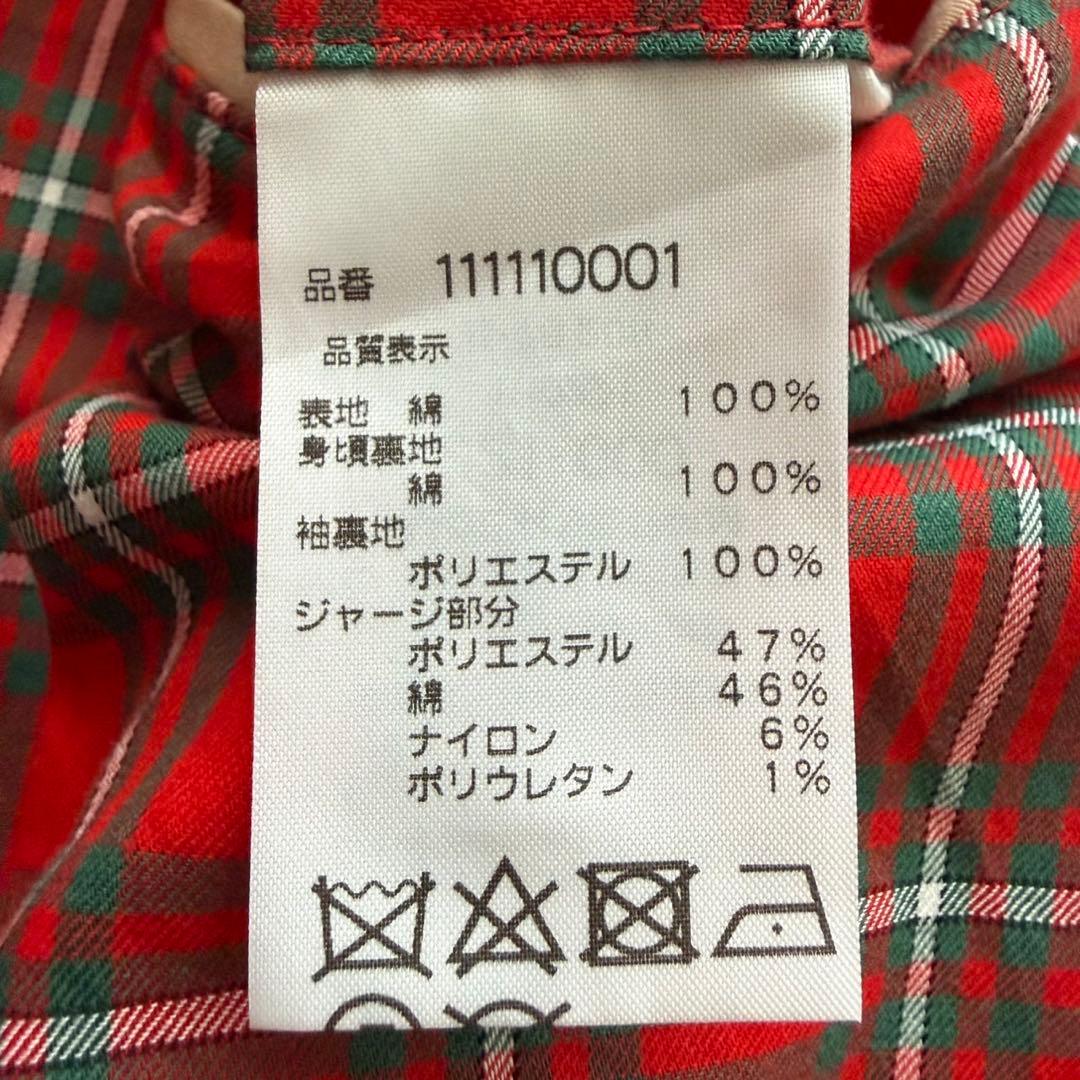 品番 111110001
品質表示
表地 綿 100%
身頃裏地
綿 100%
袖裏地
ポリエステル 100%
ジャージ部分
ポリエステル 47%
綿 46%
ナイロン 6%
ポリウレタン 1%